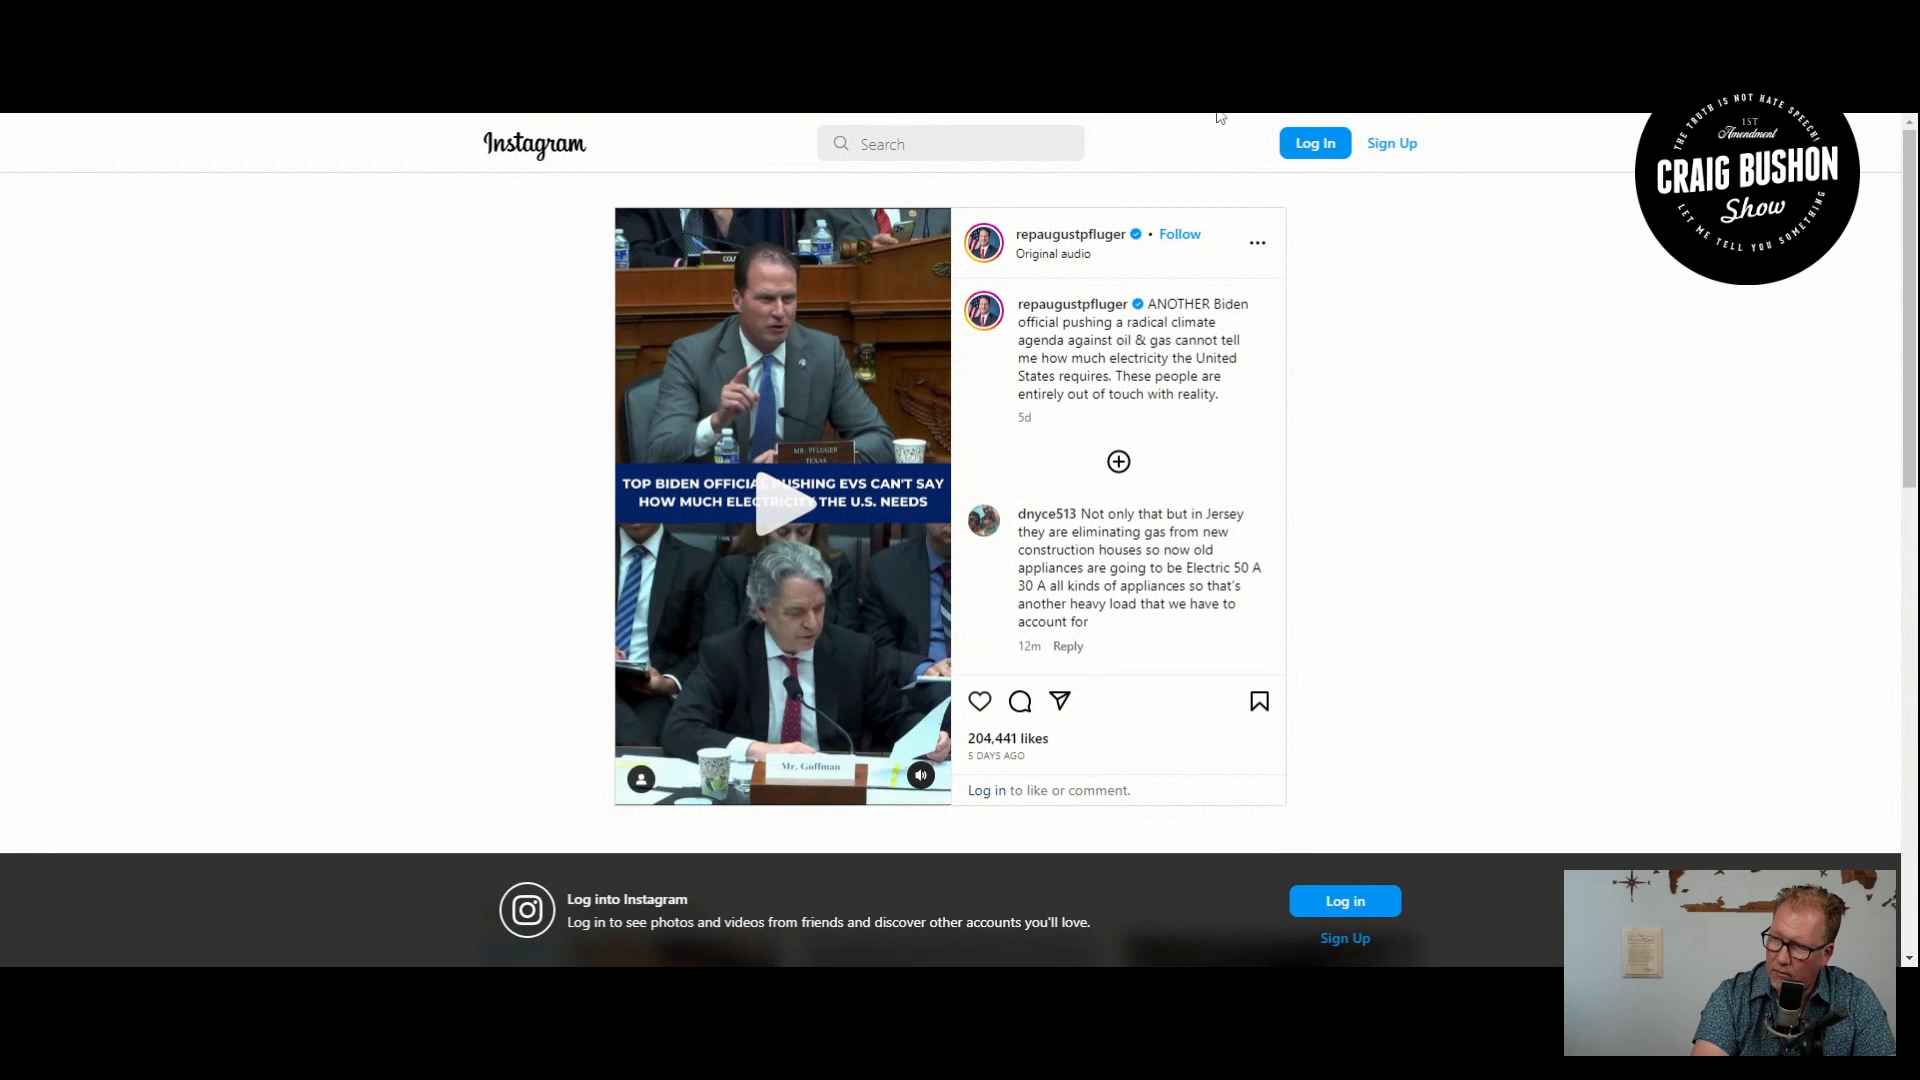 THE TRUTH IS NOT HATE SPEECH!
1ST
Amendment
CRAIG BUSHON
Show
LET ME TELL YOU SOMETHING
Instagram
Search
Log In
Sign Up
MR. PFLUGER
TEXAS
TOP BIDEN OFFICIAL PUSHING EVS CAN'T SAY
HOW MUCH ELECTRICITY THE U.S. NEEDS
Mr. Goffman
repaugustpfluger • Follow
Original audio
repaugustpfluger ANOTHER Biden
official pushing a radical climate
agenda against oil & gas cannot tell
me how much electricity the United
States requires. These people are
entirely out of touch with reality.
5d
dnyce513 Not only that but in Jersey
they are eliminating gas from new
construction houses so now old
appliances are going to be Electric 50 A
30 A all kinds of appliances so that's
another heavy load that we have to
account for
12m Reply
204,441 likes
5 DAYS AGO
Log in to like or comment.
Log into Instagram
Log in to see photos and videos from friends and discover other accounts you'll love.
Log in
Sign Up